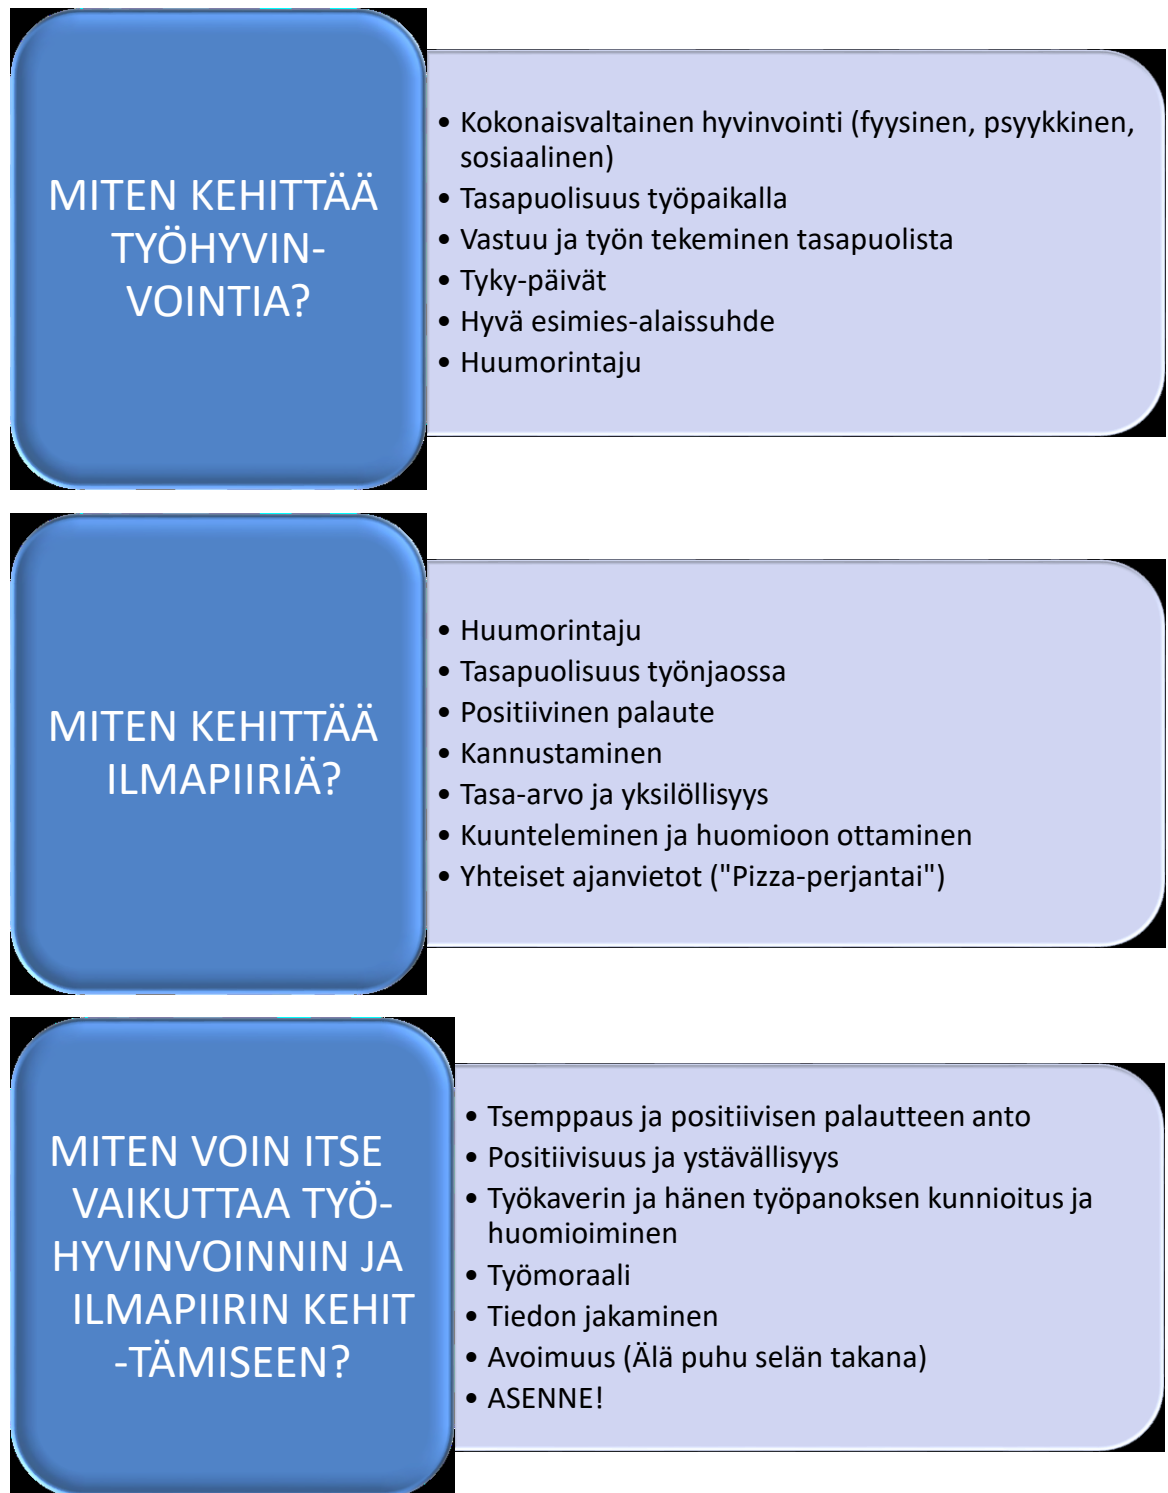 MITEN KEHITTÄÄ
TYÖHYVIN-
VOINTIA?
• Kokonaisvaltainen hyvinvointi (fyysinen, psyykkinen,
sosiaalinen)
• Tasapuolisuus työpaikalla
• Vastuu ja työn tekeminen tasapuolista
• Tyky-päivät
• Hyvä esimies-alaissuhde
• Huumorintaju
MITEN KEHITTÄÄ
ILMAPIIRIÄ?
• Huumorintaju
• Tasapuolisuus työnjaossa
• Positiivinen palaute
• Kannustaminen
• Tasa-arvo ja yksilöllisyys
• Kuunteleminen ja huomioon ottaminen
• Yhteiset ajanvietot ("Pizza-perjantai")
MITEN VOIN ITSE
VAIKUTTAA TYÖ-
HYVINVOINNIN JA
ILMAPIIRIN KEHIT
-TÄMISEEN?
• Tsemppaus ja positiivisen palautteen anto
• Positiivisuus ja ystävällisyys
• Työkaverin ja hänen työpanoksen kunnioitus ja
huomioiminen
• Työmoraali
• Tiedon jakaminen
• Avoimuus (Älä puhu selän takana)
• ASENNE!